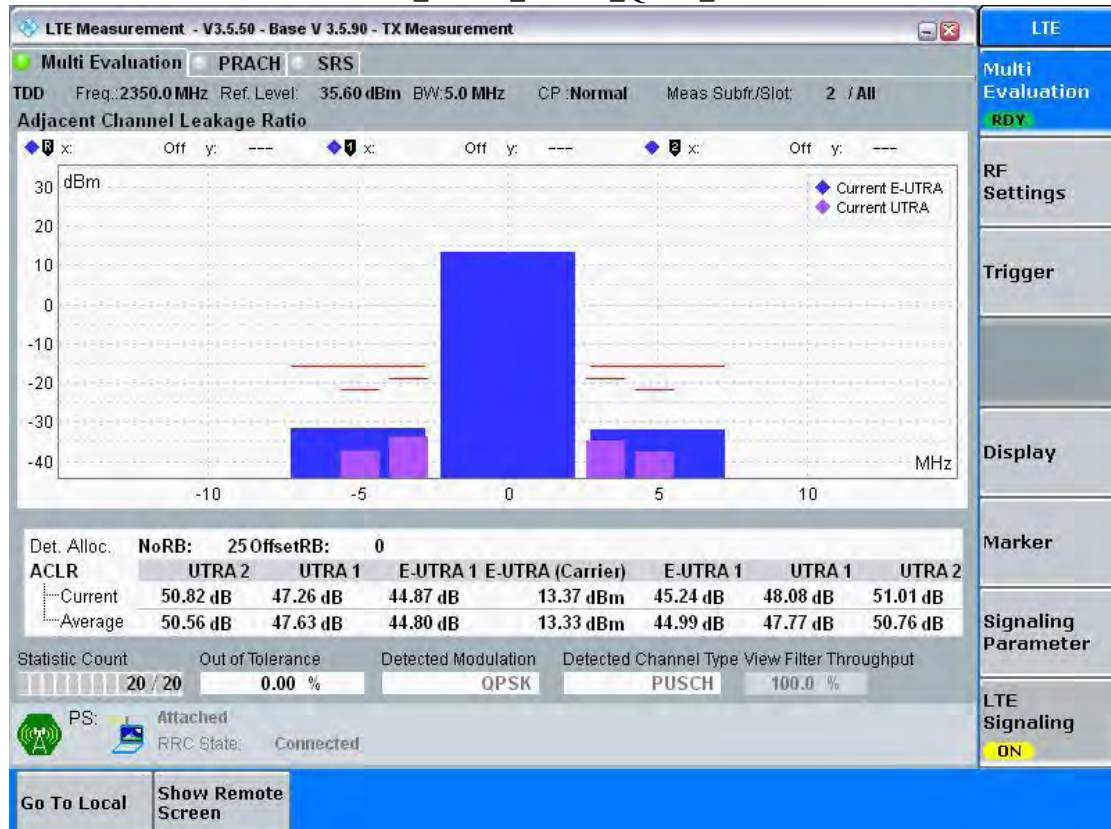 LTE Measurement - V3.5.50 - Base V 3.5.90 - TX Measurement
Multi Evaluation PRACH SRS
TDD Freq.:2350.0 MHz Ref. Level: 35.60 dBm BW:5.0 MHz CP :Normal Meas Subfr./Slot: 2 / All
Adjacent Channel Leakage Ratio
R x: Off y: --- 1 x: Off y: --- 2 x: Off y: ---
dBm
Current E-UTRA
Current UTRA
30
20
10
0
-10
-20
-30
-40
MHz
-10 -5 0 5 10
Det. Alloc. NoRB: 25 OffsetRB: 0
ACLR UTRA 2 UTRA 1 E-UTRA 1 E-UTRA (Carrier) E-UTRA 1 UTRA 1 UTRA 2
Current 50.82 dB 47.26 dB 44.87 dB 13.37 dBm 45.24 dB 48.08 dB 51.01 dB
Average 50.56 dB 47.63 dB 44.80 dB 13.33 dBm 44.99 dB 47.77 dB 50.76 dB
Statistic Count Out of Tolerance Detected Modulation Detected Channel Type View Filter Throughput
20 / 20 0.00 % QPSK PUSCH 100.0 %
PS: Attached
RRC State: Connected
Go To Local
Show Remote
Screen
LTE
Multi
Evaluation
RDY
RF
Settings
Trigger
Display
Marker
Signaling
Parameter
LTE
Signaling
ON